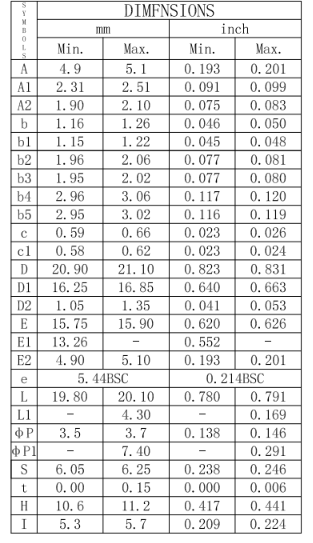 SYMBOLS DIMFNSIONS
mm inch
Min. Max. Min. Max.
A 4.9 5.1 0.193 0.201
A1 2.31 2.51 0.091 0.099
A2 1.90 2.10 0.075 0.083
b 1.16 1.26 0.046 0.050
b1 1.15 1.22 0.045 0.048
b2 1.96 2.06 0.077 0.081
b3 1.95 2.02 0.077 0.080
b4 2.96 3.06 0.117 0.120
b5 2.95 3.02 0.116 0.119
c 0.59 0.66 0.023 0.026
c1 0.58 0.62 0.023 0.024
D 20.90 21.10 0.823 0.831
D1 16.25 16.85 0.640 0.663
D2 1.05 1.35 0.041 0.053
E 15.75 15.90 0.620 0.626
E1 13.26 - 0.552 -
E2 4.90 5.10 0.193 0.201
e 5.44BSC 0.214BSC
L 19.80 20.10 0.780 0.791
L1 - 4.30 - 0.169
φP 3.5 3.7 0.138 0.146
φP1 - 7.40 - 0.291
S 6.05 6.25 0.238 0.246
t 0.00 0.15 0.000 0.006
H 10.6 11.2 0.417 0.441
I 5.3 5.7 0.209 0.224